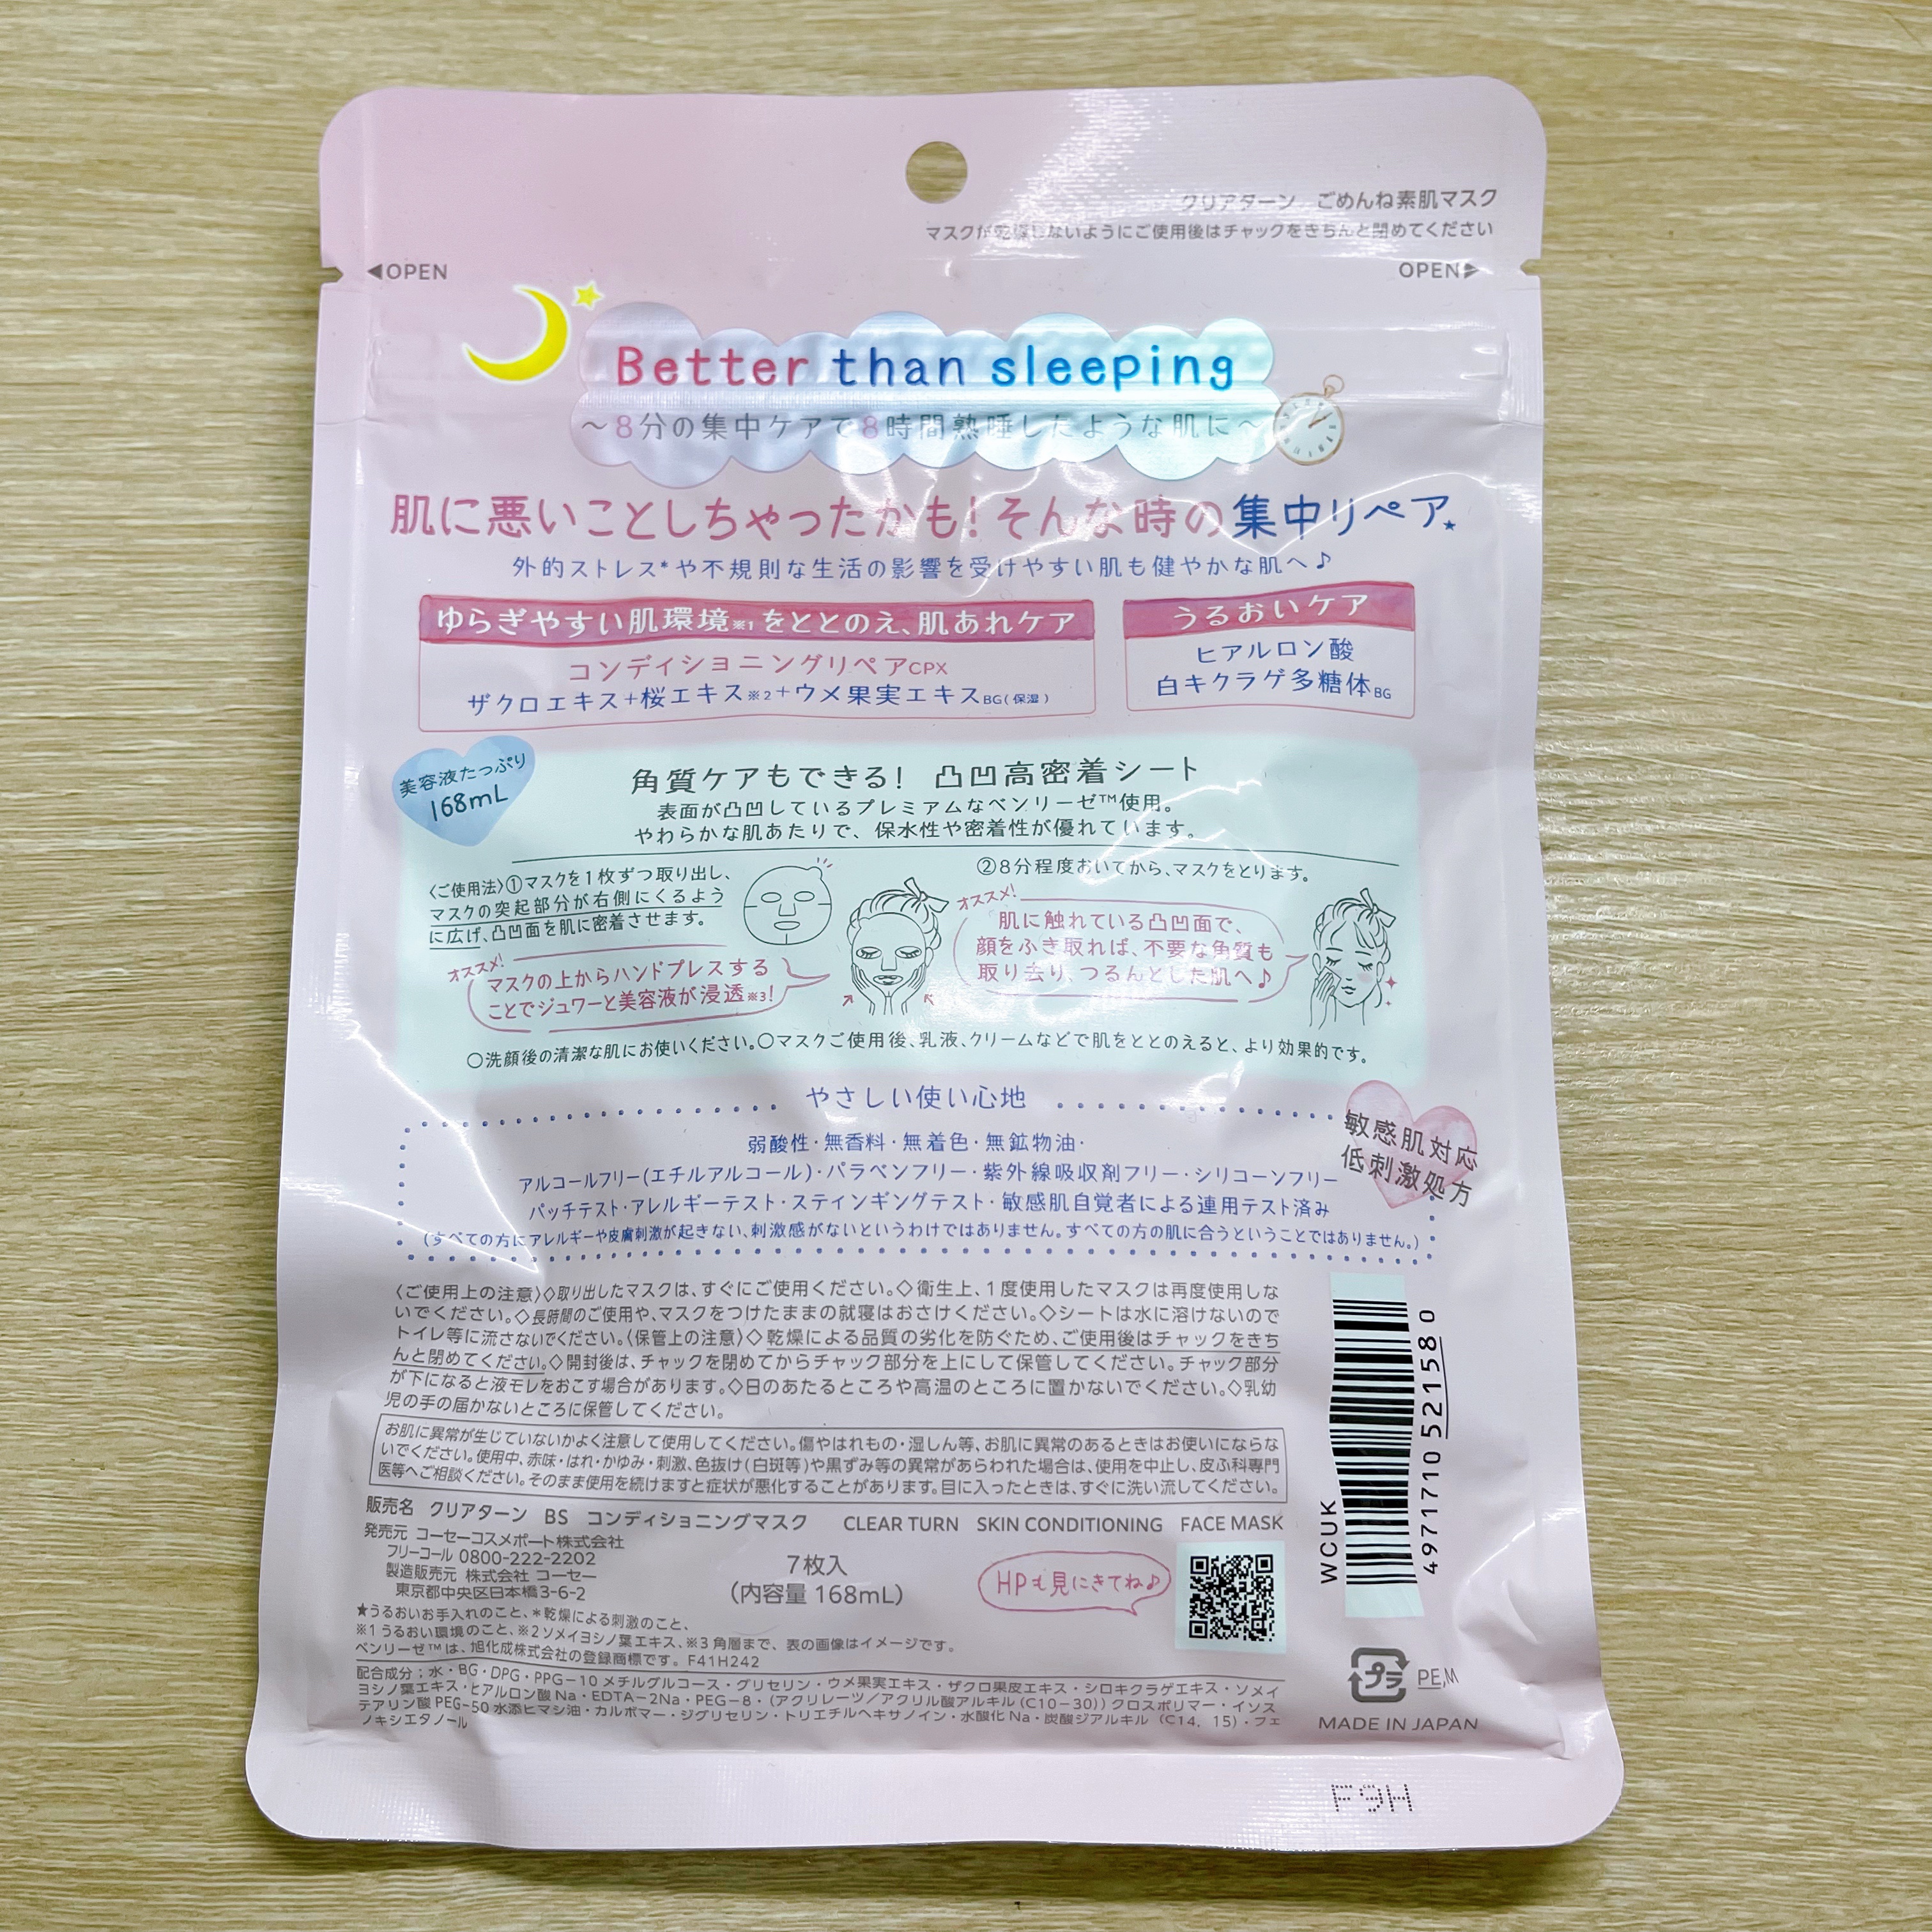 クリアターン ごめんね素肌マスク
マスクが乾燥しないようにご使用後はチャックをきちんと閉めてください
◀OPEN
OPEN▶
Better than sleeping
～8分の集中ケアで8時間熟睡したような肌に～
肌に悪いことしちゃったかも!そんな時の集中リペア★
外的ストレス*や不規則な生活の影響を受けやすい肌も健やかな肌へ♪
ゆらぎやすい肌環境※1をととのえ、肌あれケア
コンディショニングリペアCPX
ザクロエキス+桜エキス※2+ウメ果実エキスBG(保湿)
うるおいケア
ヒアルロン酸
白キクラゲ多糖体BG
美容液たっぷり
168mL
角質ケアもできる! 凸凹高密着シート
表面が凸凹しているプレミアムなベンリーゼ™使用。
やわらかな肌あたりで、保水性や密着性が優れています。
〈ご使用法〉①マスクを1枚ずつ取り出し、
マスクの突起部分が右側にくるよう
に広げ、凸凹面を肌に密着させます。
オススメ!
マスクの上からハンドプレスする
ことでジュワーと美容液が浸透※3!
②8分程度おいてから、マスクをとります。
オススメ!
肌に触れている凸凹面で、
顔をふき取れば、不要な角質も
取り去り、つるんとした肌へ♪
○洗顔後の清潔な肌にお使いください。○マスクご使用後、乳液、クリームなどで肌をととのえると、より効果的です。
やさしい使い心地
敏感肌対応
低刺激処方
弱酸性・無香料・無着色・無鉱物油・
アルコールフリー(エチルアルコール)・パラベンフリー・紫外線吸収剤フリー・シリコーンフリー
パッチテスト・アレルギーテスト・スティンギングテスト・敏感肌自覚者による連用テスト済み
(すべての方にアレルギーや皮膚刺激が起きない、刺激感がないというわけではありません。すべての方の肌に合うということではありません。)
〈ご使用上の注意〉◇取り出したマスクは、すぐにご使用ください。◇衛生上、1度使用したマスクは再度使用しな
いでください。◇長時間のご使用や、マスクをつけたままの就寝はおさけください。◇シートは水に溶けないので
トイレ等に流さないでください。〈保管上の注意〉◇乾燥による品質の劣化を防ぐため、ご使用後はチャックをきち
んと閉めてください。◇開封後は、チャックを閉めてからチャック部分を上にして保管してください。チャック部分
が下になると液モレをおこす場合があります。◇日のあたるところや高温のところに置かないでください。◇乳幼
児の手の届かないところに保管してください。
お肌に異常が生じていないかよく注意して使用してください。傷やはれもの・湿しん等、お肌に異常のあるときはお使いにならな
いでください。使用中、赤味・はれ・かゆみ・刺激、色抜け(白斑等)や黒ずみ等の異常があらわれた場合は、使用を中止し、皮ふ科専門
医等へご相談ください。そのまま使用を続けますと症状が悪化することがあります。目に入ったときは、すぐに洗い流してください。
販売名 クリアターン BS コンディショニングマスク CLEAR TURN SKIN CONDITIONING FACE MASK
発売元 コーセーコスメポート株式会社
フリーコール 0800-222-2202
製造販売元 株式会社 コーセー
東京都中央区日本橋3-6-2
7枚入
(内容量 168mL)
HPも見にきてね♪
★うるおいお手入れのこと、*乾燥による刺激のこと、
※1うるおい環境のこと、※2ソメイヨシノ葉エキス、※3角層まで、表の画像はイメージです。
ベンリーゼ™は、旭化成株式会社の登録商標です。F41H242
配合成分：水・BG・DPG・PPG－10メチルグルコース・グリセリン・ウメ果実エキス・ザクロ果皮エキス・シロキクラゲエキス・ソメイ
ヨシノ葉エキス・ヒアルロン酸Na・EDTA－2Na・PEG－8・(アクリレーツ／アクリル酸アルキル(C10－30))クロスポリマー・イソス
テアリン酸PEG－50水添ヒマシ油・カルボマー・ジグリセリン・トリエチルヘキサノイン・水酸化Na・炭酸ジアルキル(C14, 15)・フェ
ノキシエタノール
WCUK
4971710 521580
プラ
PE,M
MADE IN JAPAN
F9H